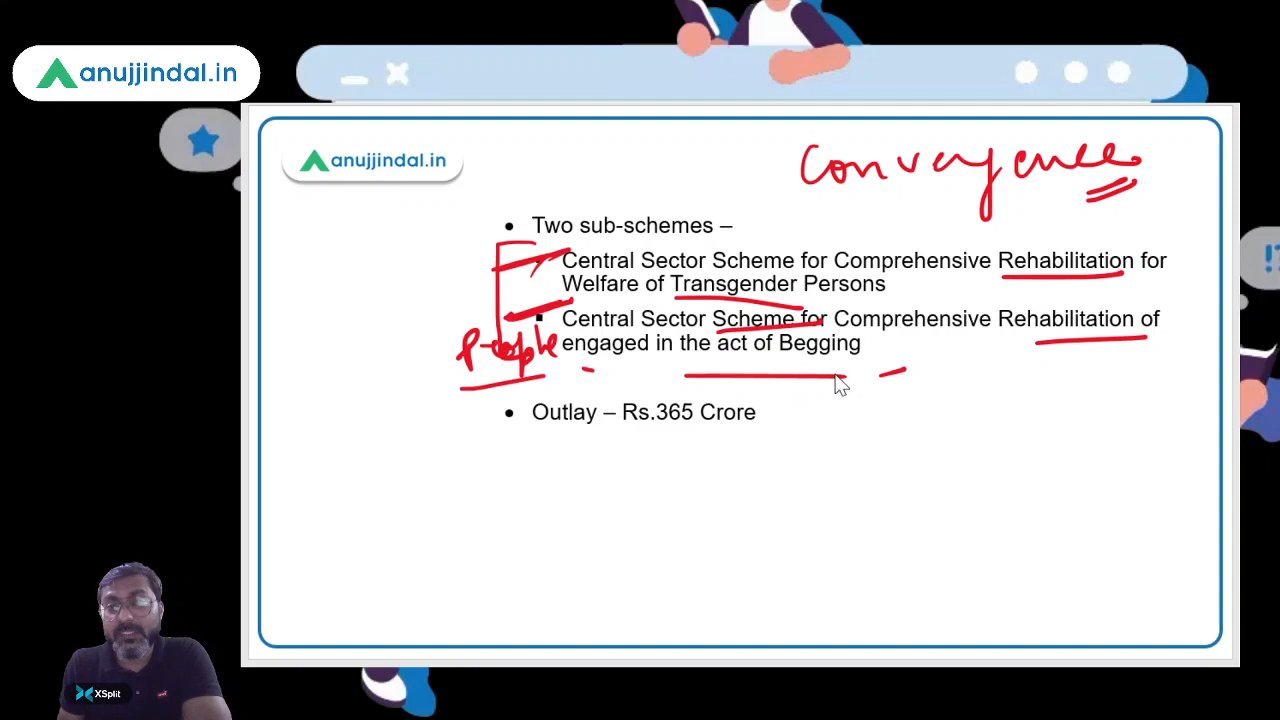 anujjindal.in
anujjindal.in
Convergence
• Two sub-schemes –
▪ Central Sector Scheme for Comprehensive Rehabilitation for
Welfare of Transgender Persons
▪ Central Sector Scheme for Comprehensive Rehabilitation of
People engaged in the act of Begging
• Outlay – Rs.365 Crore
XSplit